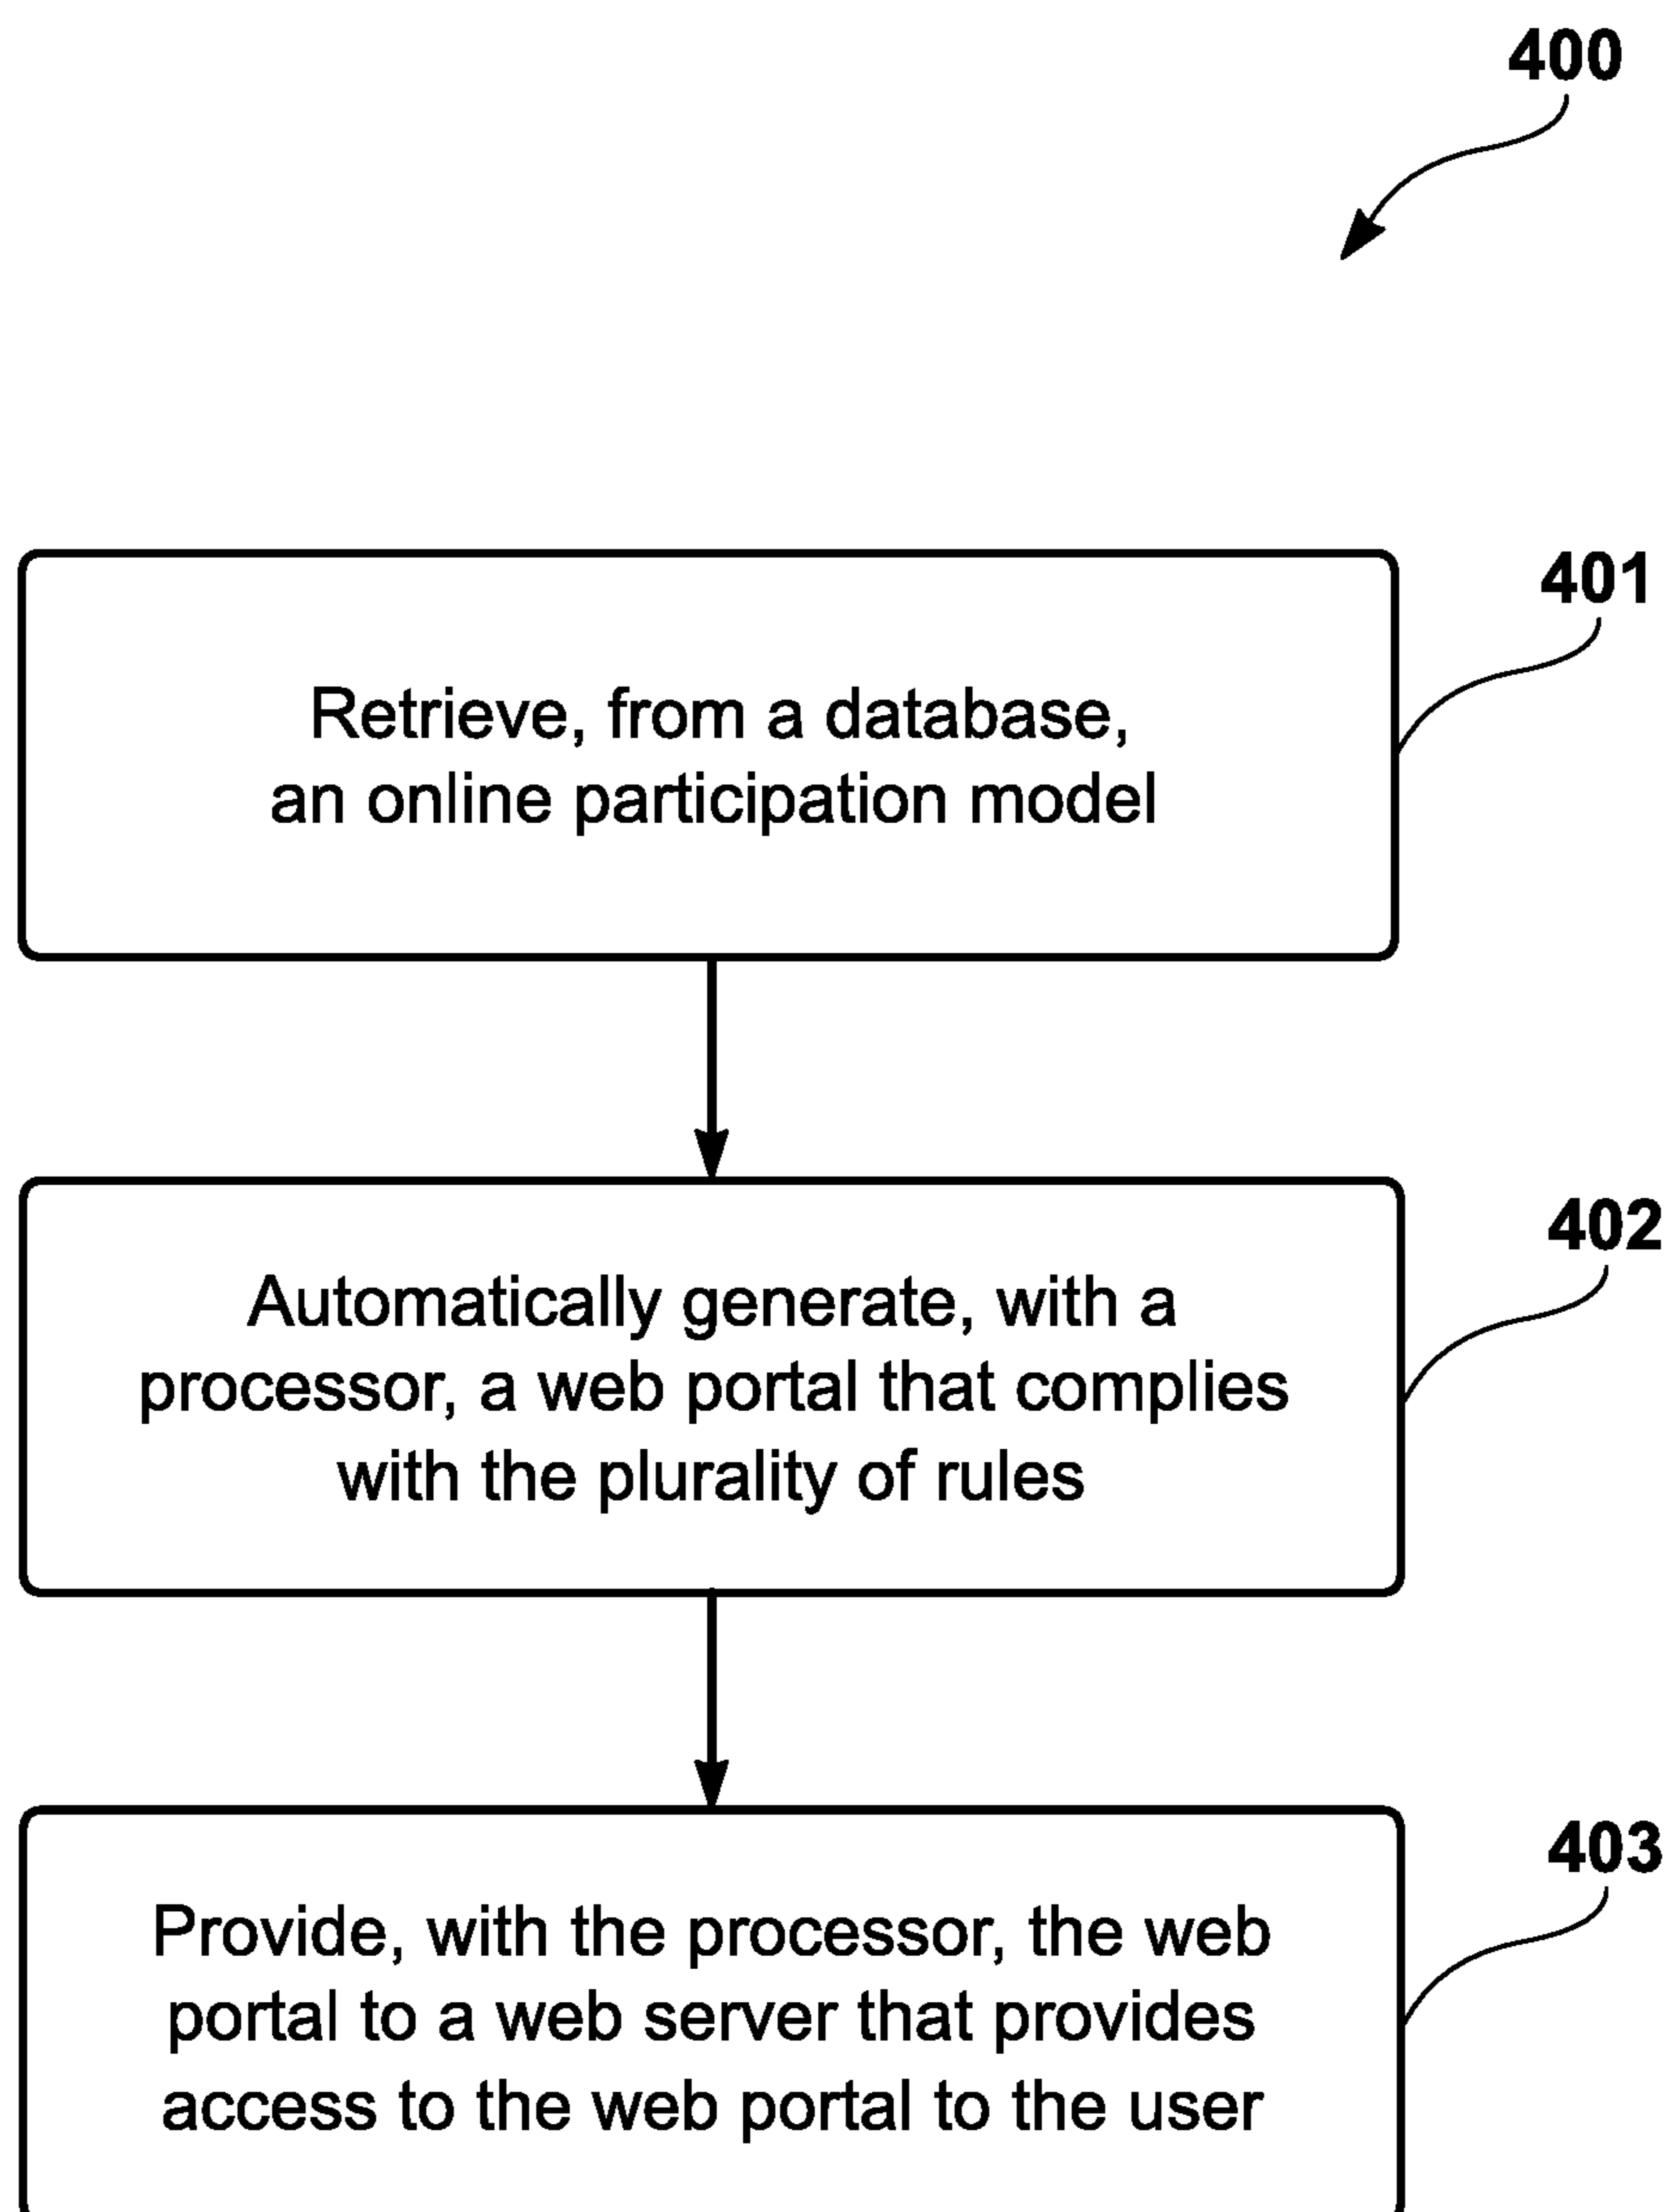 400
401
Retrieve, from a database,
an online participation model
402
Automatically generate, with a
processor, a web portal that complies
with the plurality of rules
403
Provide, with the processor, the web
portal to a web server that provides
access to the web portal to the user